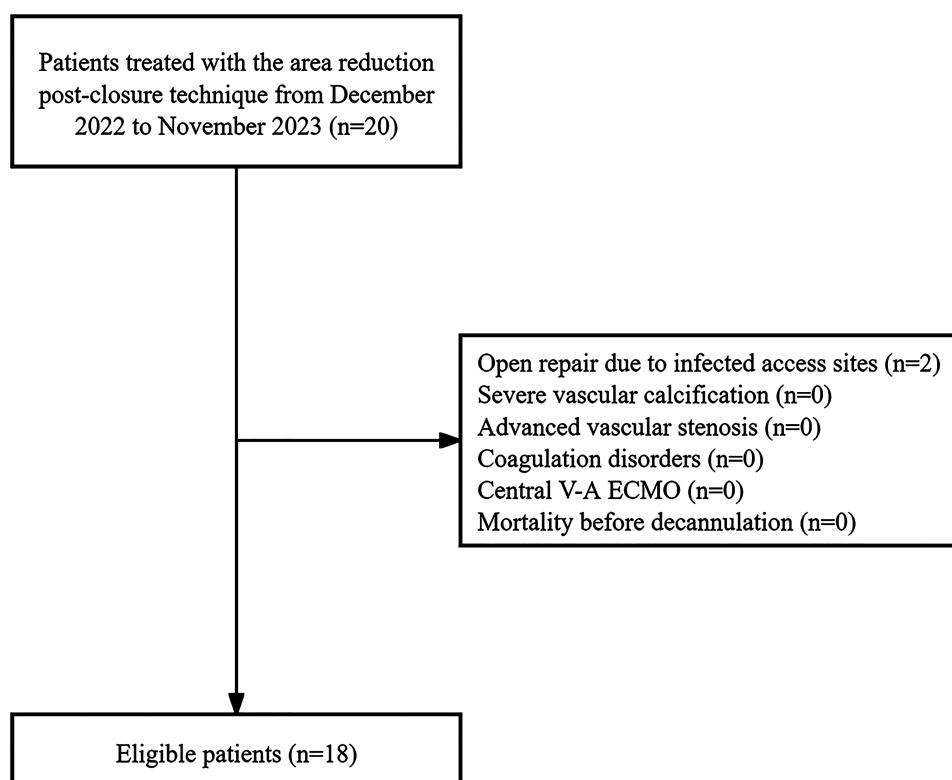 Patients treated with the area reduction
post-closure technique from December
2022 to November 2023 (n=20)
Open repair due to infected access sites (n=2)
Severe vascular calcification (n=0)
Advanced vascular stenosis (n=0)
Coagulation disorders (n=0)
Central V-A ECMO (n=0)
Mortality before decannulation (n=0)
Eligible patients (n=18)